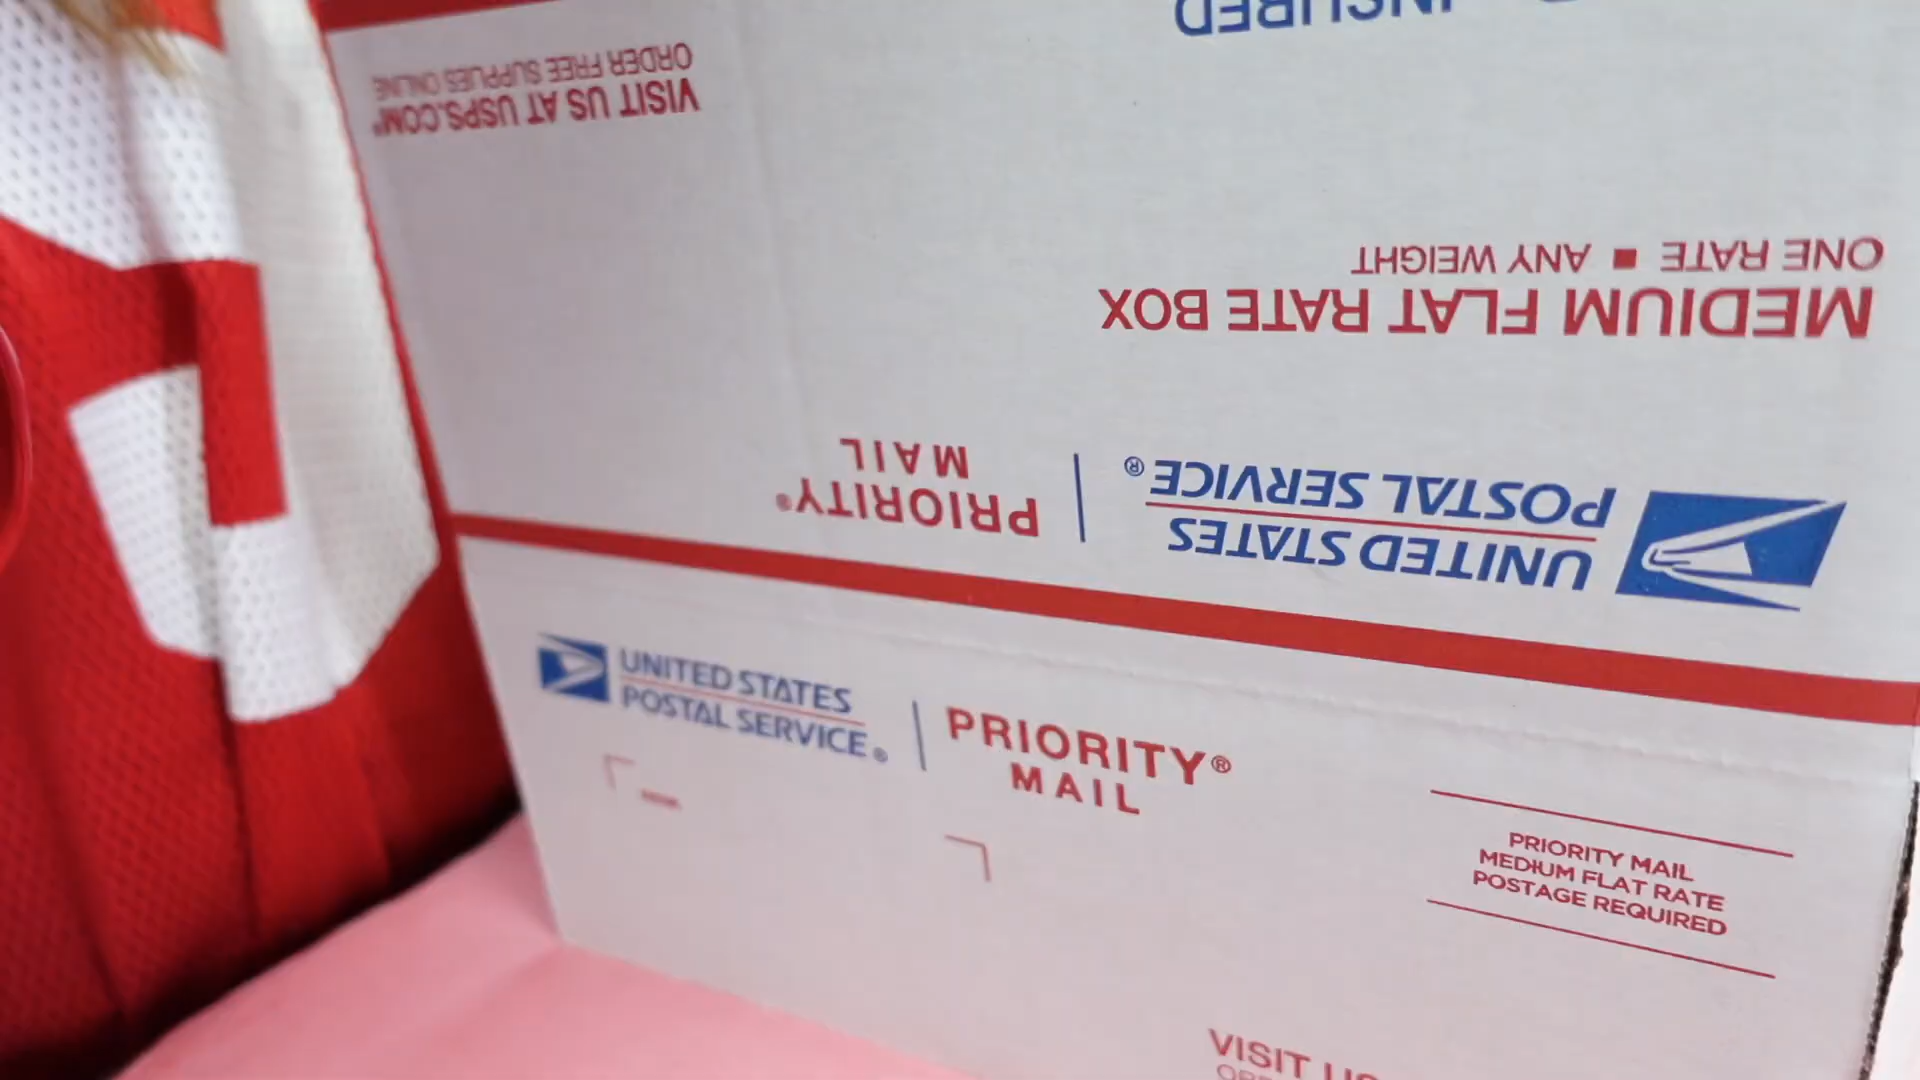 INSURED
ORDER FREE SUPPLIES ONLINE
VISIT US AT USPS.COM®
ONE RATE ■ ANY WEIGHT
MEDIUM FLAT RATE BOX
PRIORITY®
MAIL
UNITED STATES
POSTAL SERVICE®
UNITED STATES
POSTAL SERVICE®
PRIORITY®
MAIL
PRIORITY MAIL
MEDIUM FLAT RATE
POSTAGE REQUIRED
VISIT US